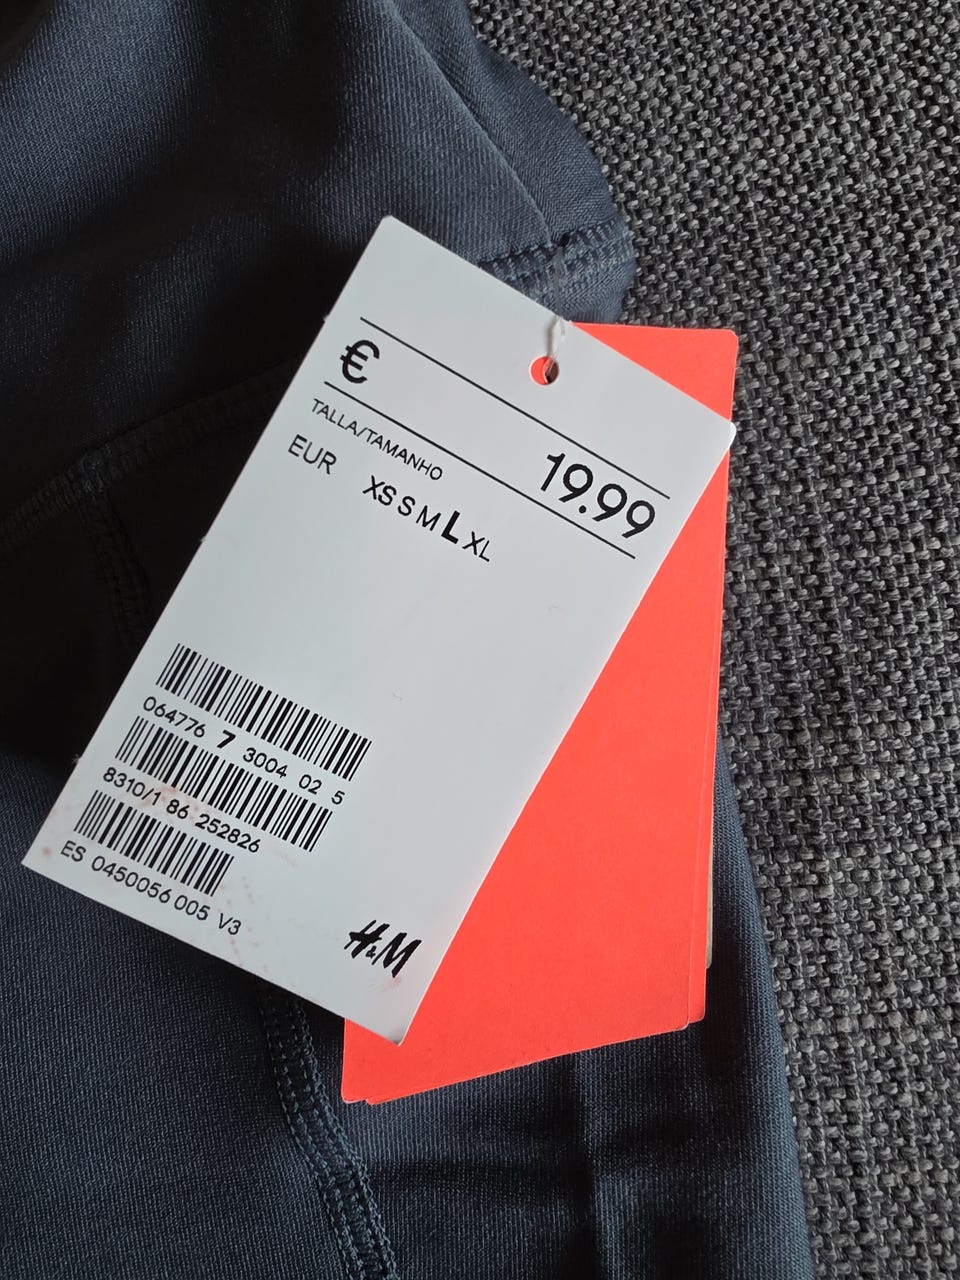 € 19.99
TALLA/TAMANHO
EUR XS S M L XL
064776 7 3004 02 5
8310/1 86 252826
ES 0450056 005 V3
H&M